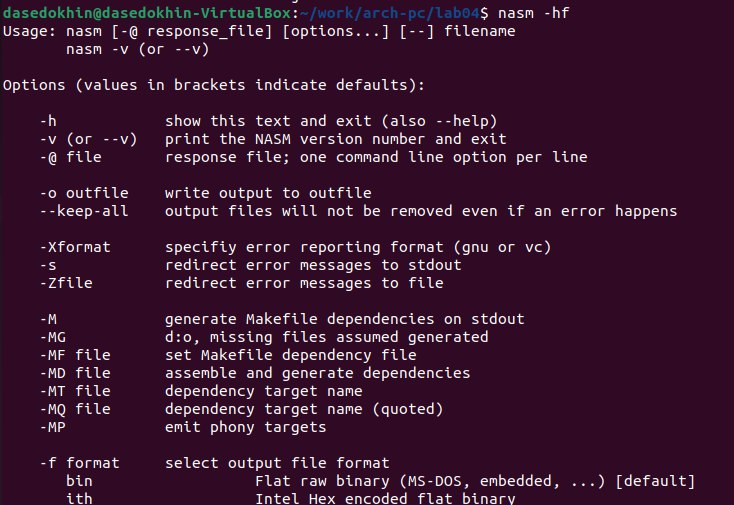 dasedokhin@dasedokhin-VirtualBox:~/work/arch-pc/lab04$ nasm -hf
Usage: nasm [-@ response_file] [options...] [--] filename
       nasm -v (or --v)

Options (values in brackets indicate defaults):

    -h            show this text and exit (also --help)
    -v (or --v)   print the NASM version number and exit
    -@ file       response file; one command line option per line

    -o outfile    write output to outfile
    --keep-all    output files will not be removed even if an error happens

    -Xformat      specifiy error reporting format (gnu or vc)
    -s            redirect error messages to stdout
    -Zfile        redirect error messages to file

    -M            generate Makefile dependencies on stdout
    -MG           d:o, missing files assumed generated
    -MF file      set Makefile dependency file
    -MD file      assemble and generate dependencies
    -MT file      dependency target name
    -MQ file      dependency target name (quoted)
    -MP           emit phony targets

    -f format     select output file format
       bin                  Flat raw binary (MS-DOS, embedded, ...) [default]
       ith                  Intel Hex encoded flat binary